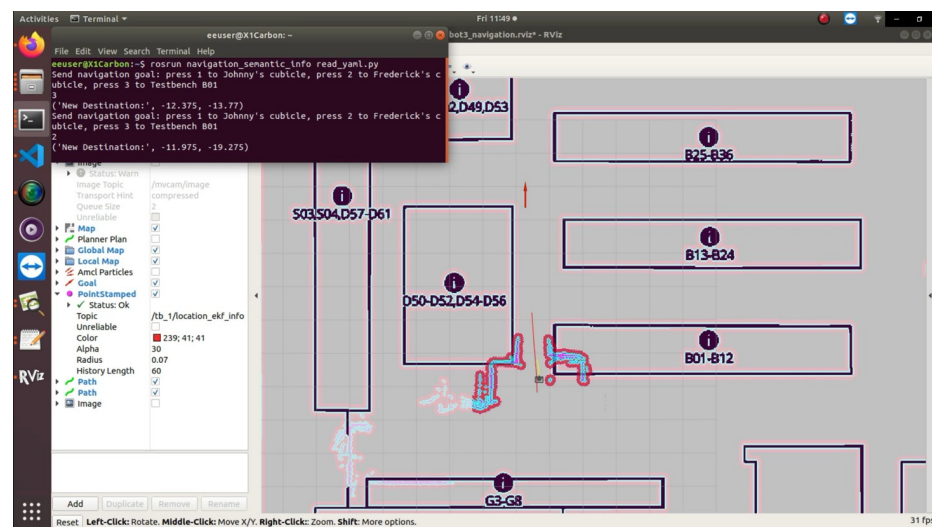 Activities
Terminal
Fri 11:49
eeuser@X1Carbon: ~
bot3_navigation.rviz* - RViz
File Edit View Search Terminal Help
eeuser@X1Carbon:~$ rosrun navigation_semantic_info read_yaml.py
Send navigation goal: press 1 to Johnny's cubicle, press 2 to Frederick's c
ubicle, press 3 to Testbench B01
3
('New Destination:', -12.375, -13.77)
Send navigation goal: press 1 to Johnny's cubicle, press 2 to Frederick's c
ubicle, press 3 to Testbench B01
2
('New Destination:', -11.975, -19.275)
Image
Status: Warn
Image Topic /mvcam/image
Transport Hint compressed
Queue Size 2
Unreliable
Map
Planner Plan
Global Map
Local Map
Amcl Particles
Goal
PointStamped
Status: Ok
Topic /tb_1/location_ekf_info
Unreliable
Color 239; 41; 41
Alpha 30
Radius 0.07
History Length 60
Path
Path
Image
Add Duplicate Remove Rename
Reset Left-Click: Rotate. Middle-Click: Move X/Y. Right-Click:: Zoom. Shift: More options.
31 fps
RViz
2,D49,D53
B25-B36
S03,S04,D57-D61
B13-B24
D50-D52,D54-D56
B01-B12
G3-G8